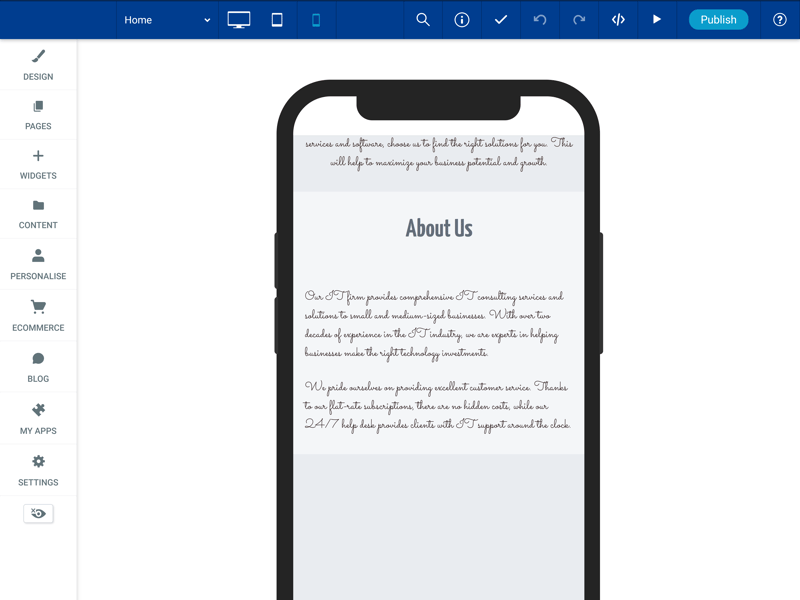 Home
Publish
DESIGN
PAGES
WIDGETS
CONTENT
PERSONALISE
ECOMMERCE
BLOG
MY APPS
SETTINGS
services and software, choose us to find the right solutions for you. This
will help to maximize your business potential and growth.
About Us
Our IT firm provides comprehensive IT consulting services and
solutions to small and medium-sized businesses. With over two
decades of experience in the IT industry, we are experts in helping
businesses make the right technology investments.
We pride ourselves on providing excellent customer service. Thanks
to our flat-rate subscriptions, there are no hidden costs, while our
24/7 help desk provides clients with IT support around the clock.